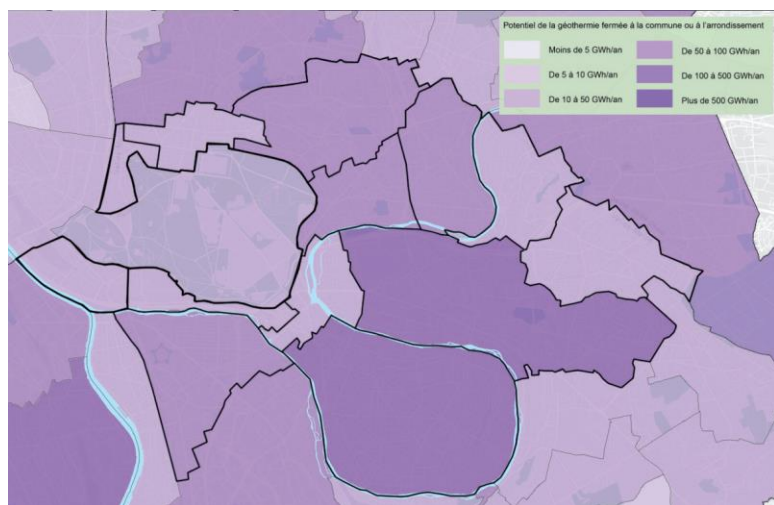 Potentiel de la géothermie fermée à la commune ou à l'arrondissement
Moins de 5 GWh/an
De 5 à 10 GWh/an
De 10 à 50 GWh/an
De 50 à 100 GWh/an
De 100 à 500 GWh/an
Plus de 500 GWh/an